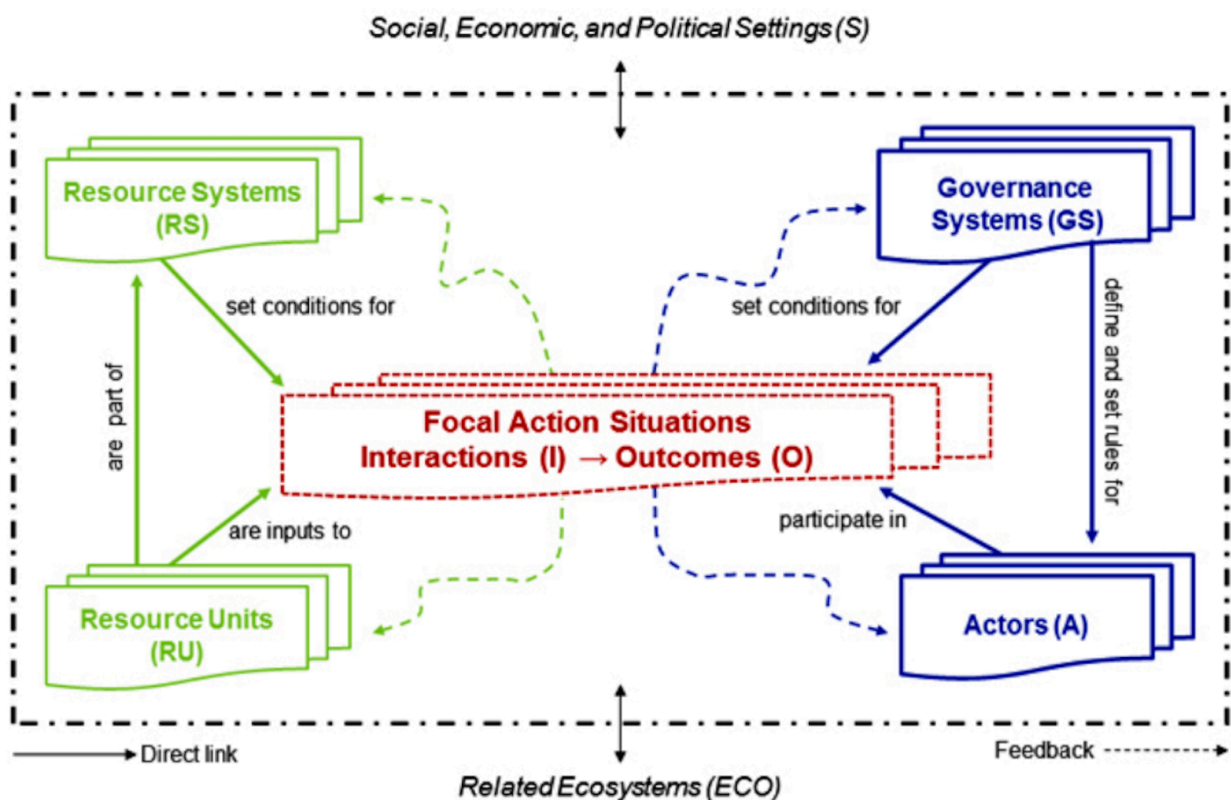 Social, Economic, and Political Settings (S)
Resource Systems
(RS)
Governance
Systems (GS)
set conditions for
set conditions for
are part of
define and set rules for
Focal Action Situations
Interactions (I) → Outcomes (O)
are inputs to
participate in
Resource Units
(RU)
Actors (A)
Direct link
Feedback
Related Ecosystems (ECO)